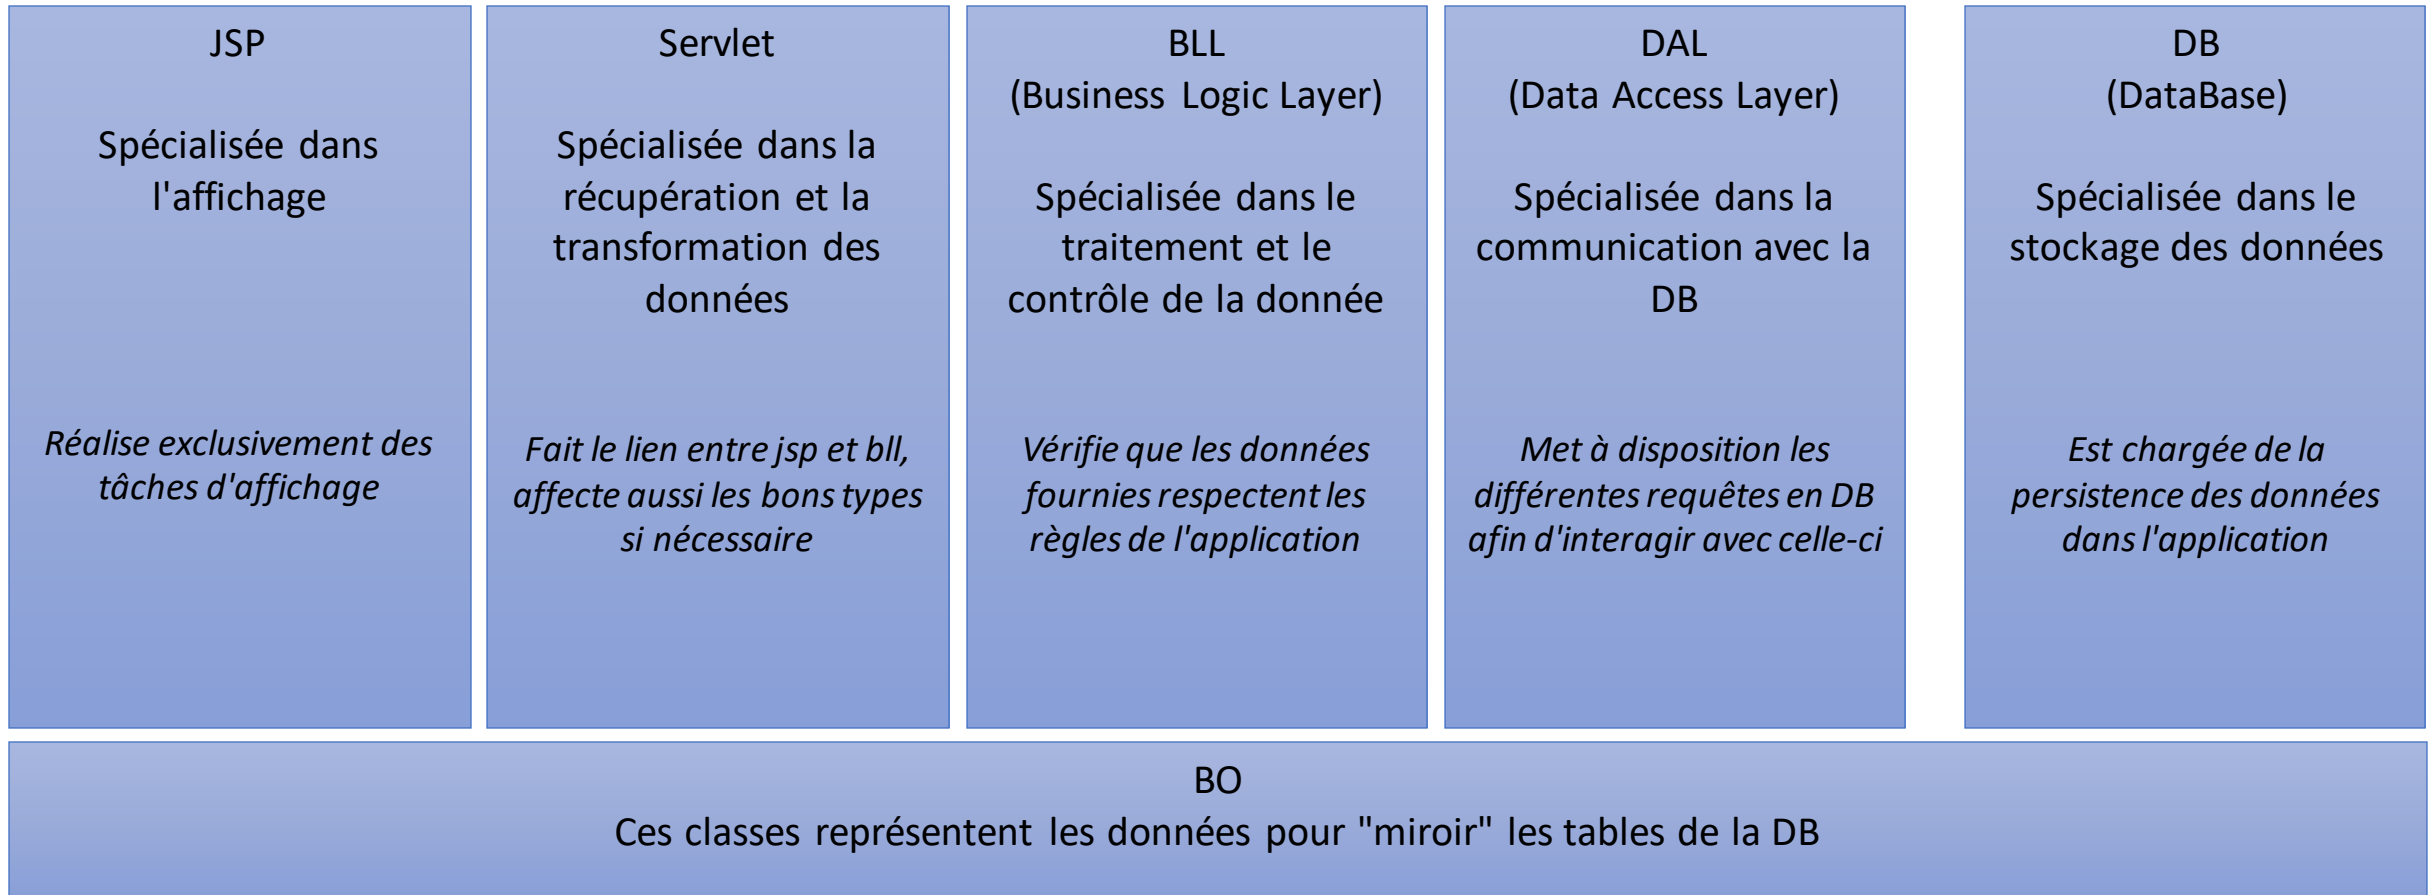 JSP
Spécialisée dans
l'affichage
Réalise exclusivement des
tâches d'affichage
Servlet
Spécialisée dans la
récupération et la
transformation des
données
Fait le lien entre jsp et bll,
affecte aussi les bons types
si nécessaire
BLL
(Business Logic Layer)
Spécialisée dans le
traitement et le
contrôle de la donnée
Vérifie que les données
fournies respectent les
règles de l'application
DAL
(Data Access Layer)
Spécialisée dans la
communication avec la
DB
Met à disposition les
différentes requêtes en DB
afin d'interagir avec celle-ci
DB
(DataBase)
Spécialisée dans le
stockage des données
Est chargée de la
persistence des données
dans l'application
BO
Ces classes représentent les données pour "miroir" les tables de la DB